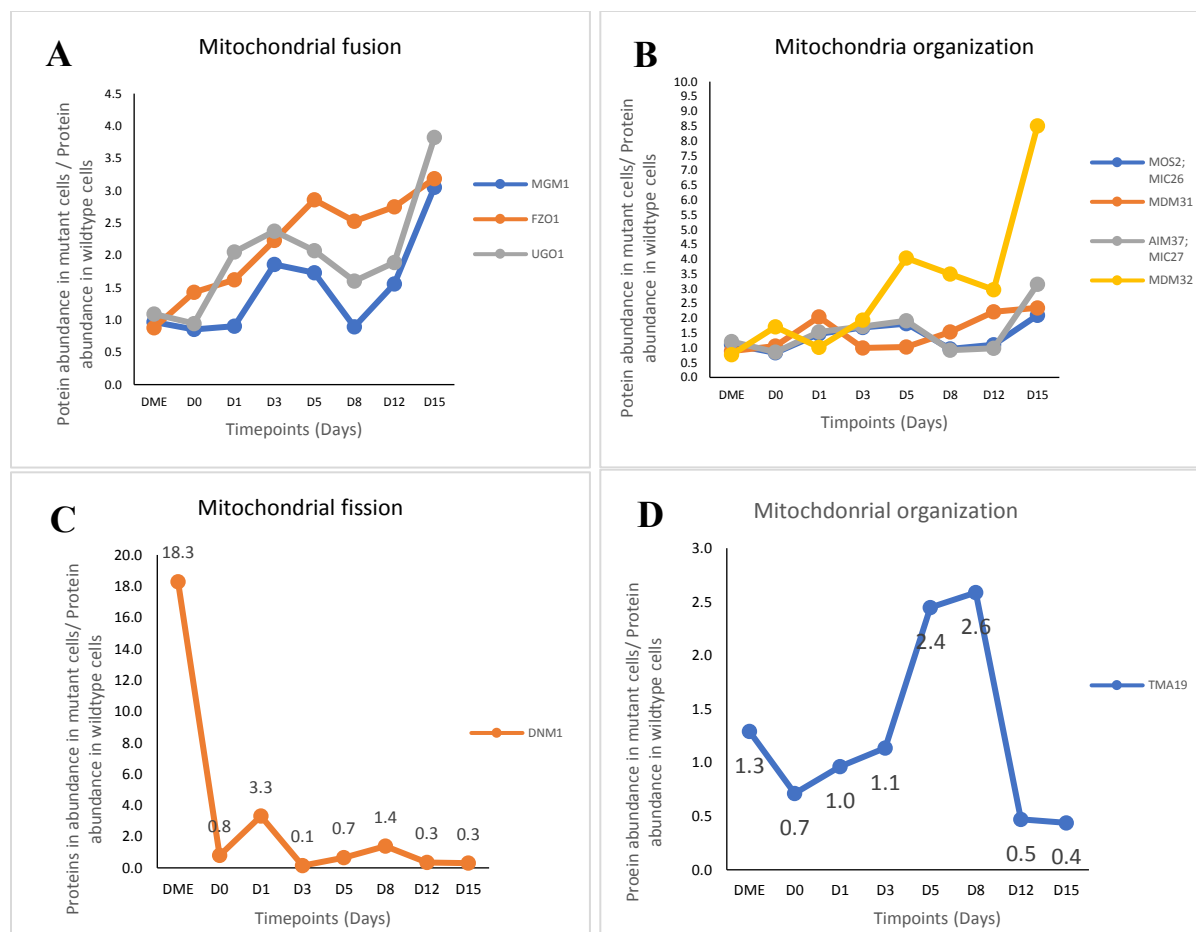 A
Mitochondrial fusion
Potein abundance in mutant cells/ Protein
abundance in wildtype cells
4.5
4.0
3.5
3.0
2.5
2.0
1.5
1.0
0.5
0.0
DME D0 D1 D3 D5 D8 D12 D15
Timepoints (Days)
MGM1
FZO1
UGO1
B
Mitochondria organization
Potein abundance in mutant cells/ Protein
abundance in wildtype cells
10.0
9.5
9.0
8.5
8.0
7.5
7.0
6.5
6.0
5.5
5.0
4.5
4.0
3.5
3.0
2.5
2.0
1.5
1.0
0.5
0.0
DME D0 D1 D3 D5 D8 D12 D15
Timpoints (Days)
MOS2;
MIC26
MDM31
AIM37;
MIC27
MDM32
C
Mitochondrial fission
Proteins in abundance in mutant cells/ Protein
abundance in wildtype cells
20.0
18.0
16.0
14.0
12.0
10.0
8.0
6.0
4.0
2.0
0.0
18.3
0.8
3.3
0.1
0.7
1.4
0.3
0.3
DME D0 D1 D3 D5 D8 D12 D15
Timepoints (Days)
DNM1
D
Mitochdonrial organization
Proein abundance in mutant cells/ Protein
abundance in wildtype cells
3.0
2.5
2.0
1.5
1.0
0.5
0.0
1.3
0.7
1.0
1.1
2.4
2.6
0.5
0.4
DME D0 D1 D3 D5 D8 D12 D15
Timpoints (Days)
TMA19